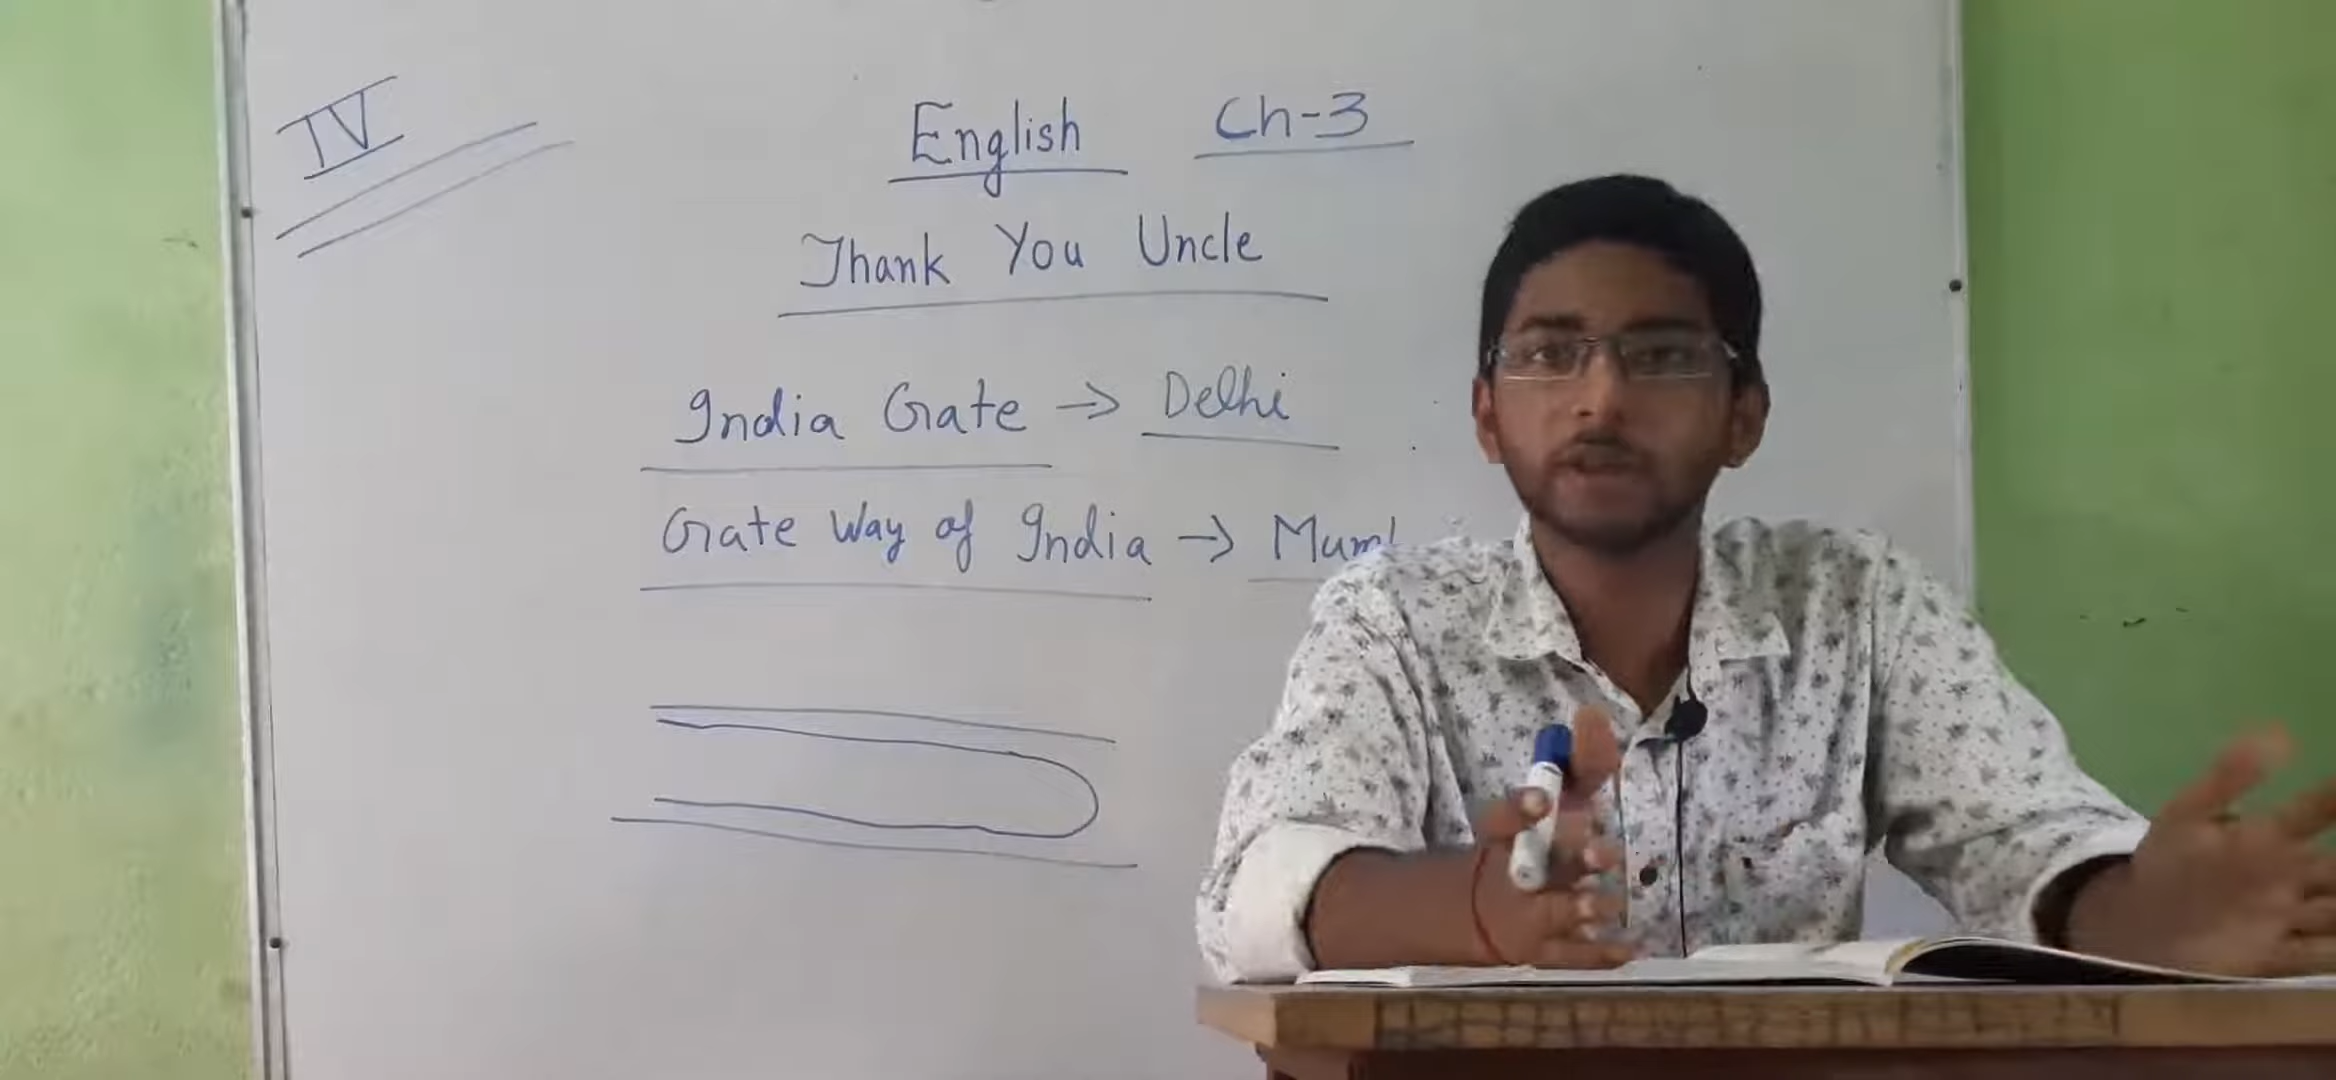 IV
English Ch-3
Thank You Uncle
India Gate → Delhi
Gate Way of India →